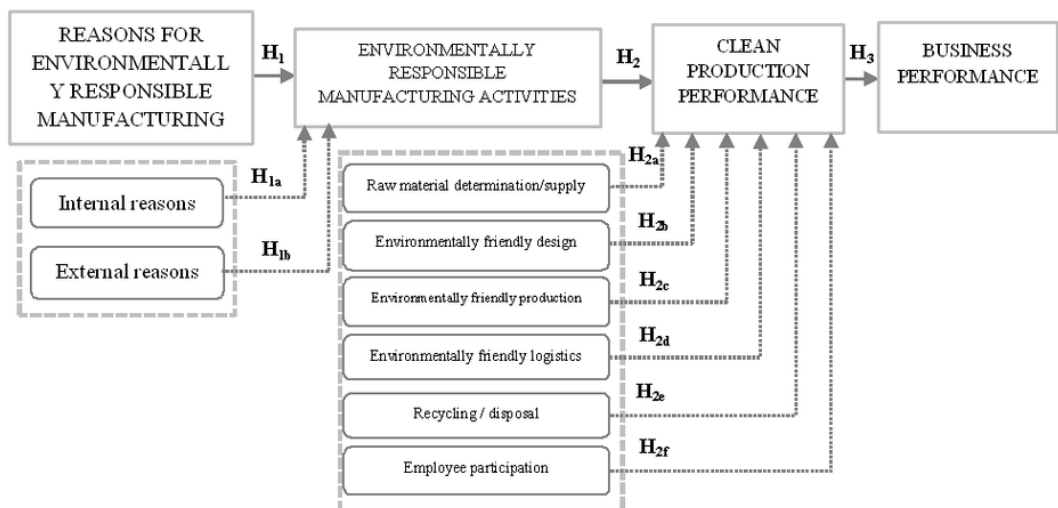 REASONS FOR
ENVIRONMENTALL
Y RESPONSIBLE
MANUFACTURING
H1
ENVIRONMENTALLY
RESPONSIBLE
MANUFACTURING ACTIVITIES
H2
CLEAN
PRODUCTION
PERFORMANCE
H3
BUSINESS
PERFORMANCE
Internal reasons
H1a
External reasons
H1b
Raw material determination/supply
H2a
Environmentally friendly design
H2b
Environmentally friendly production
H2c
Environmentally friendly logistics
H2d
Recycling / disposal
H2e
Employee participation
H2f